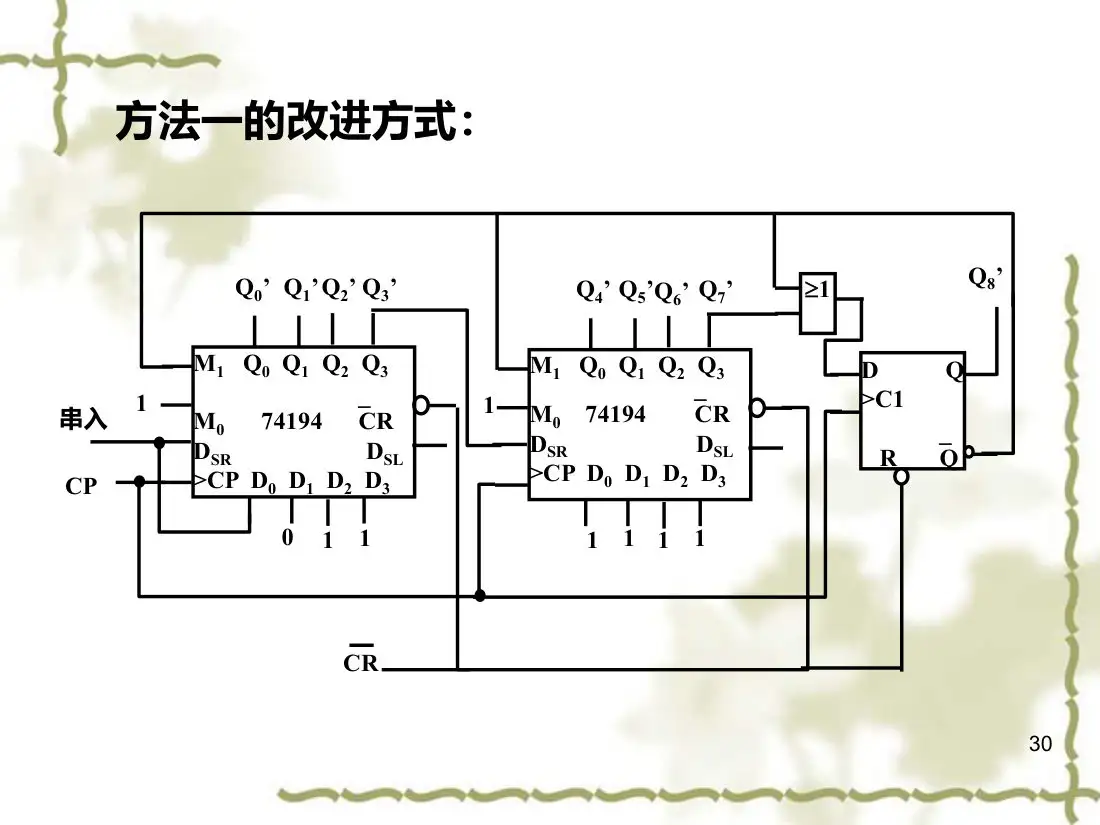 方法一的改进方式：
Q0’ Q1’ Q2’ Q3’ Q4’ Q5’ Q6’ Q7’ Q8’
≥1
M1 Q0 Q1 Q2 Q3 M1 Q0 Q1 Q2 Q3 D Q
串入 1 M0 74194 C̅R 1 M0 74194 C̅R >C1
DSR DSL DSR DSL R Q̅
CP >CP D0 D1 D2 D3 >CP D0 D1 D2 D3
0 1 1 1 1 1 1
C̅R̅
30